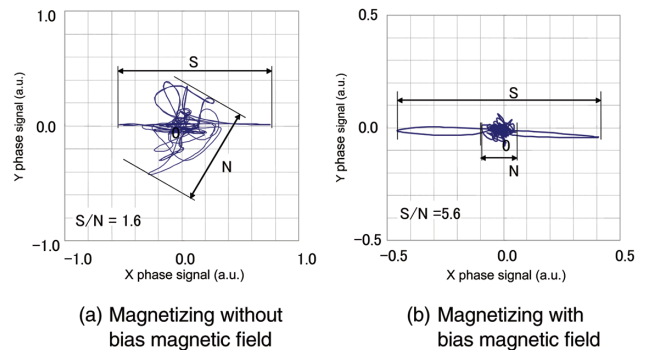 1.0
0.0
-1.0
Y phase signal (a.u.)
S
N
0
S/N = 1.6
-1.0
0.0
1.0
X phase signal (a.u.)
(a) Magnetizing without
bias magnetic field
0.5
0.0
-0.5
Y phase signal (a.u.)
S
0
N
S/N =5.6
-0.5
0.0
0.5
X phase signal (a.u.)
(b) Magnetizing with
bias magnetic field